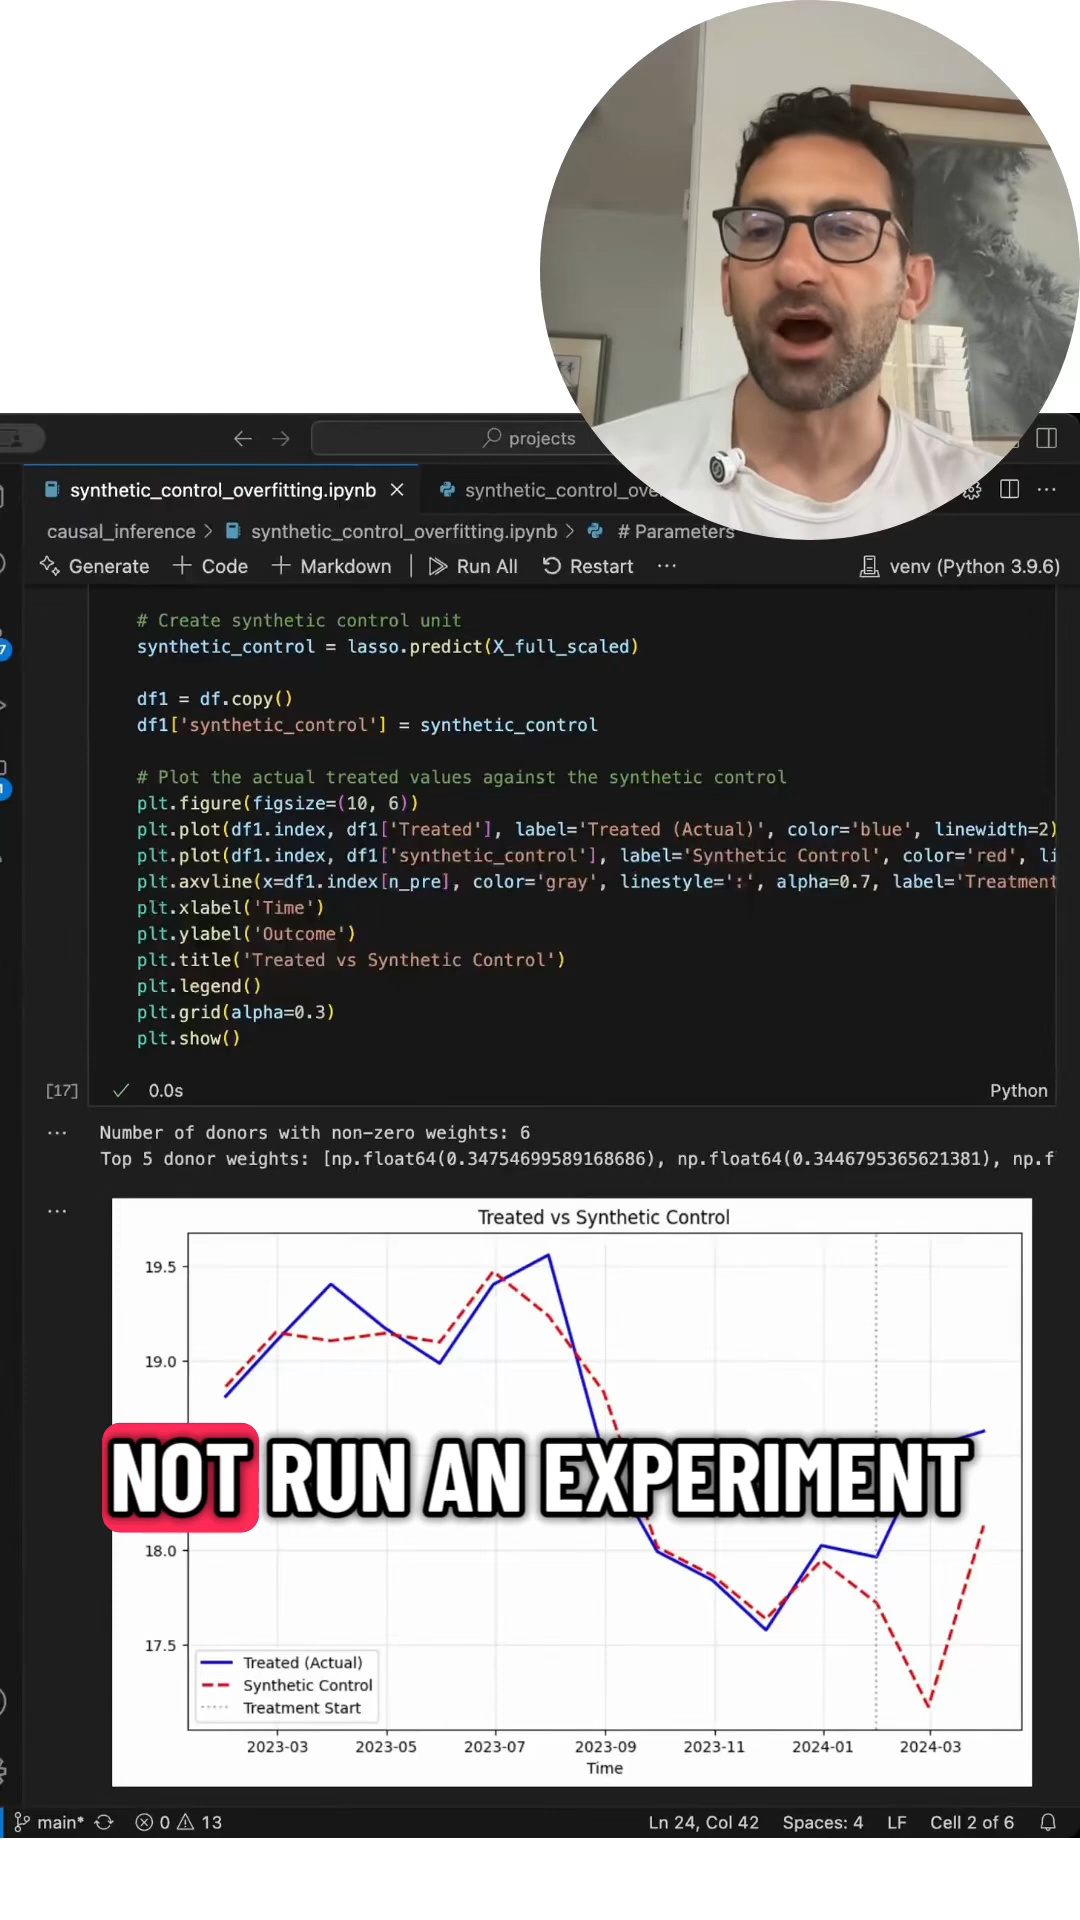 projects
synthetic_control_overfitting.ipynb
synthetic_control_ove
causal_inference > synthetic_control_overfitting.ipynb > # Parameters
Generate + Code + Markdown | Run All Restart ... venv (Python 3.9.6)
# Create synthetic control unit
synthetic_control = lasso.predict(X_full_scaled)
df1 = df.copy()
df1['synthetic_control'] = synthetic_control
# Plot the actual treated values against the synthetic control
plt.figure(figsize=(10, 6))
plt.plot(df1.index, df1['Treated'], label='Treated (Actual)', color='blue', linewidth=2)
plt.plot(df1.index, df1['synthetic_control'], label='Synthetic Control', color='red', li
plt.axvline(x=df1.index[n_pre], color='gray', linestyle=':', alpha=0.7, label='Treatment
plt.xlabel('Time')
plt.ylabel('Outcome')
plt.title('Treated vs Synthetic Control')
plt.legend()
plt.grid(alpha=0.3)
plt.show()
[17] 0.0s Python
Number of donors with non-zero weights: 6
Top 5 donor weights: [np.float64(0.34754699589168686), np.float64(0.3446795365621381), np.f
Treated vs Synthetic Control
19.5
19.0
NOT RUN AN EXPERIMENT
18.0
17.5
Treated (Actual)
Synthetic Control
Treatment Start
2023-03 2023-05 2023-07 2023-09 2023-11 2024-01 2024-03
Time
main* 0 13 Ln 24, Col 42 Spaces: 4 LF Cell 2 of 6